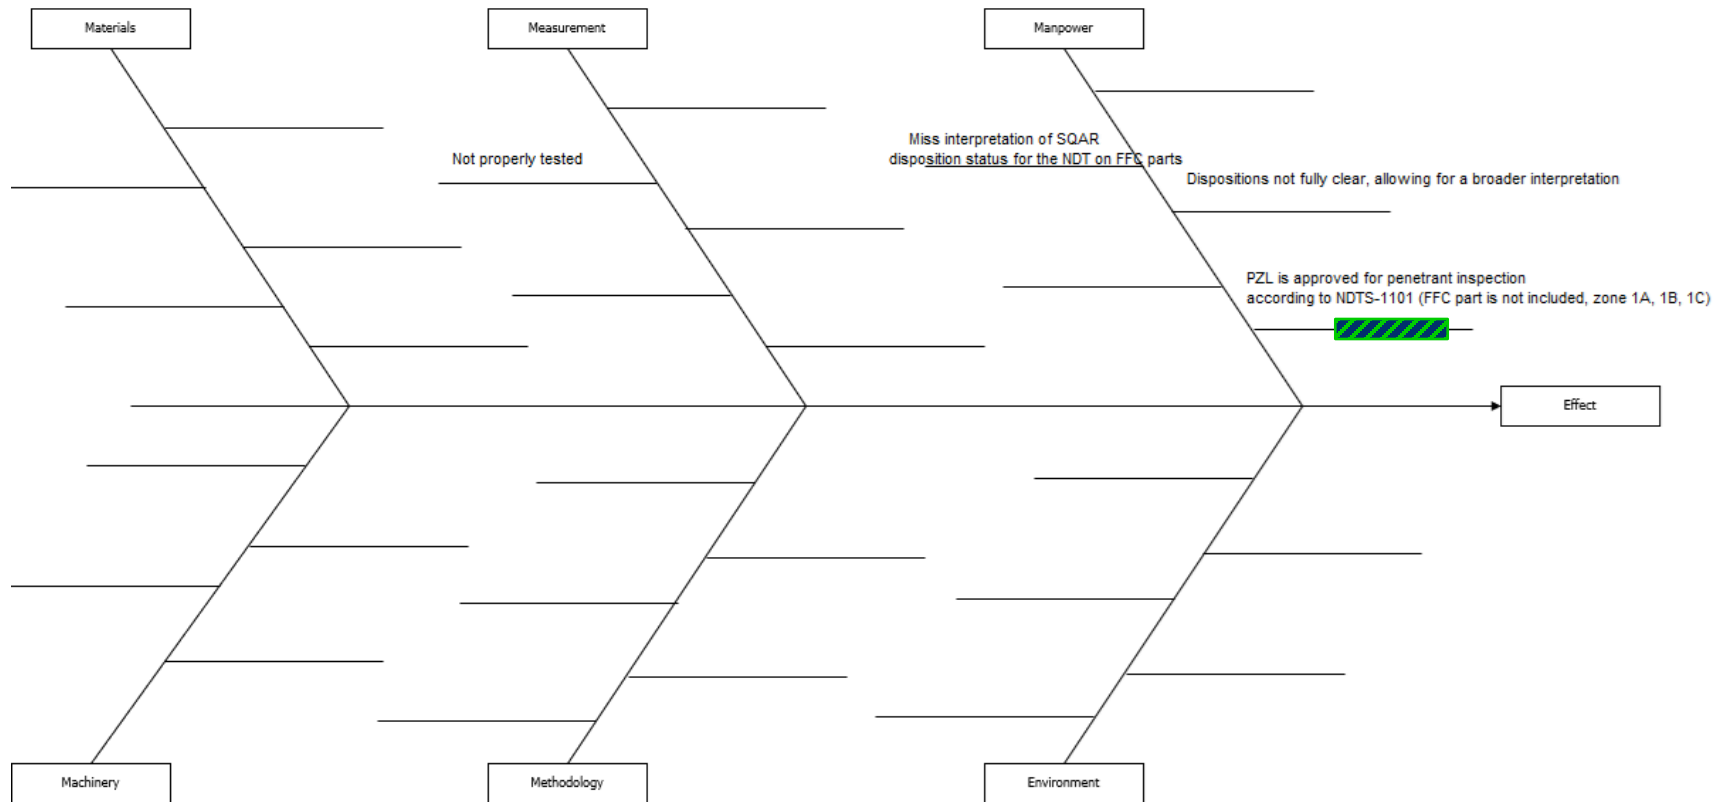 Materials
Measurement
Manpower
Miss interpretation of SQAR
disposition status for the NDT on FFC parts
Not properly tested
Dispositions not fully clear, allowing for a broader interpretation
PZL is approved for penetrant inspection
according to NDTS-1101 (FFC part is not included, zone 1A, 1B, 1C)
Effect
Machinery
Methodology
Environment